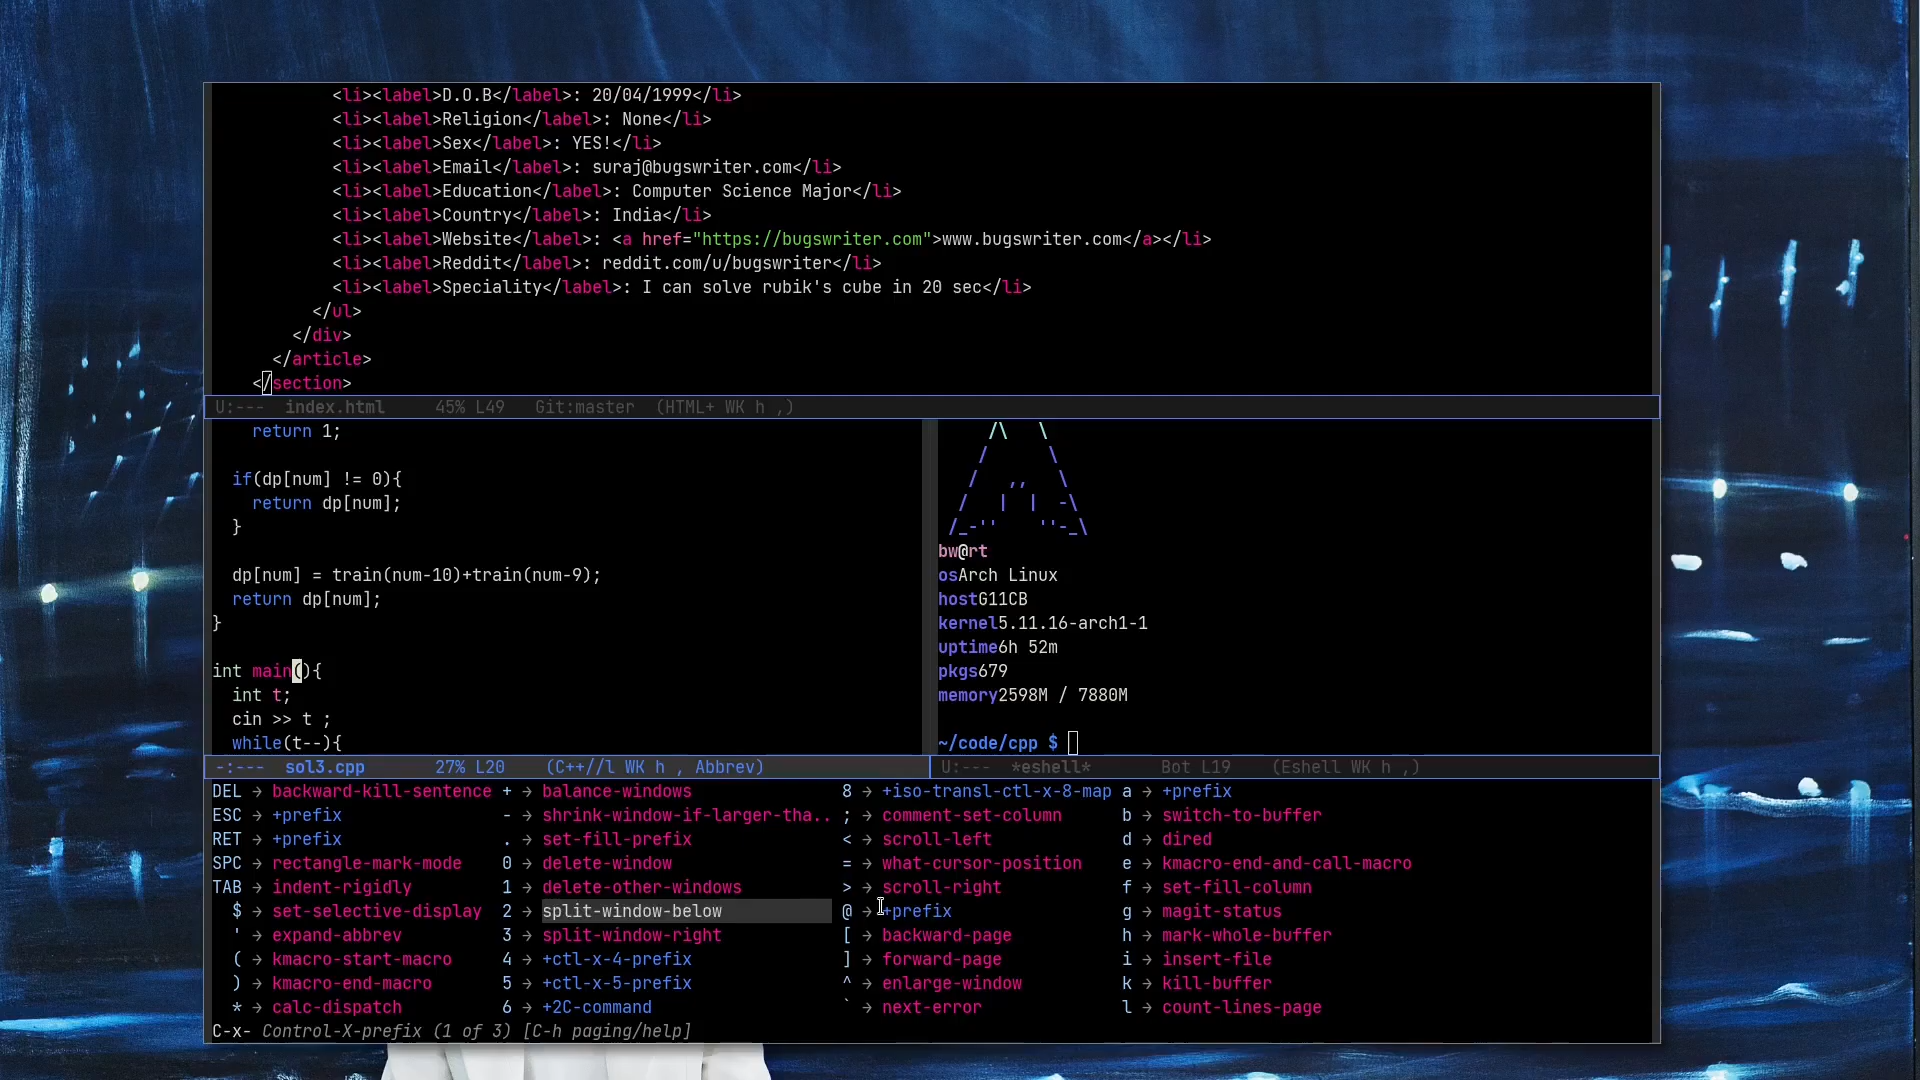 <li><label>D.O.B</label>: 20/04/1999</li>
<li><label>Religion</label>: None</li>
<li><label>Sex</label>: YES!</li>
<li><label>Email</label>: suraj@bugswriter.com</li>
<li><label>Education</label>: Computer Science Major</li>
<li><label>Country</label>: India</li>
<li><label>Website</label>: <a href="https://bugswriter.com">www.bugswriter.com</a></li>
<li><label>Reddit</label>: reddit.com/u/bugswriter</li>
<li><label>Speciality</label>: I can solve rubik's cube in 20 sec</li>
</ul>
</div>
</article>
</section>
U:--- index.html 45% L49 Git:master (HTML+ WK h ,)
return 1;
if(dp[num] != 0){
return dp[num];
}
dp[num] = train(num-10)+train(num-9);
return dp[num];
}
int main(){
int t;
cin >> t ;
while(t--){
-:--- sol3.cpp 27% L20 (C++//l WK h , Abbrev)
/\ \
/ \
/ ,, \
/ | | -\
/_-'' ''-_\
bw@rt
osArch Linux
hostG11CB
kernel5.11.16-arch1-1
uptime6h 52m
pkgs679
memory2598M / 7880M
~/code/cpp $
U:--- *eshell* Bot L19 (Eshell WK h ,)
DEL → backward-kill-sentence + → balance-windows 8 → +iso-transl-ctl-x-8-map a → +prefix
ESC → +prefix - → shrink-window-if-larger-tha.. ; → comment-set-column b → switch-to-buffer
RET → +prefix . → set-fill-prefix < → scroll-left d → dired
SPC → rectangle-mark-mode 0 → delete-window = → what-cursor-position e → kmacro-end-and-call-macro
TAB → indent-rigidly 1 → delete-other-windows > → scroll-right f → set-fill-column
$ → set-selective-display 2 → split-window-below @ → +prefix g → magit-status
' → expand-abbrev 3 → split-window-right [ → backward-page h → mark-whole-buffer
( → kmacro-start-macro 4 → +ctl-x-4-prefix ] → forward-page i → insert-file
) → kmacro-end-macro 5 → +ctl-x-5-prefix ^ → enlarge-window k → kill-buffer
* → calc-dispatch 6 → +2C-command ` → next-error l → count-lines-page
C-x- Control-X-prefix (1 of 3) [C-h paging/help]